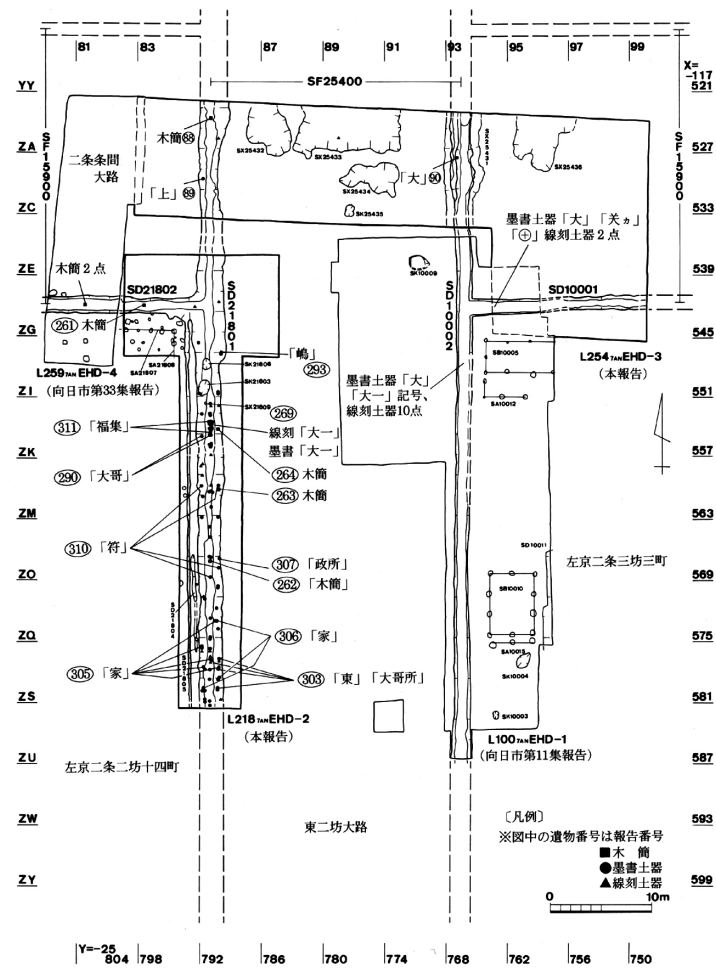 81 83 87 89 91 93 95 97 99
X=
-117
YY 521
SF25400
SF15900
SF15900
木簡88
ZA 527
二条条間
大路
SX25432
SX25433
SX25431
SX25436
「大」90
「上」89
SX25434
SK25435
ZC 533
墨書土器「大」「关ヵ」
「⊕」線刻土器2点
ZE 539
木簡2点
SK10009
SD21802
SD21801
SD10002
SD10001
261 木簡
ZG 545
SA21807
SA21808
「嶋」
293
SB10005
L259 7AN EHD-4
(向日市第33集報告)
L254 7AN EHD-3
(本報告)
SK21806
SK21803
ZI 551
墨書土器「大」
「大一」記号、
線刻土器10点
SA10012
SX21809
269
311「福集」
線刻「大一」
墨書「大一」
ZK 557
290「大哥」
264 木簡
263 木簡
ZM 563
310「符」
SD10011
左京二条三坊三町
307「政所」
262「木簡」
ZO 569
SB10010
SD21804
306「家」
ZQ 575
SA10015
305「家」
SK10004
303「東」「大哥所」
ZS 581
SK10003
L218 7AN EHD-2
(本報告)
L100 7AN EHD-1
(向日市第11集報告)
ZU 587
左京二条二坊十四町
東二坊大路
〔凡例〕
ZW 593
※図中の遺物番号は報告番号
■木 簡
●墨書土器
▲線刻土器
ZY 599
0 10m
Y=-25
804 798 792 786 780 774 768 762 756 750